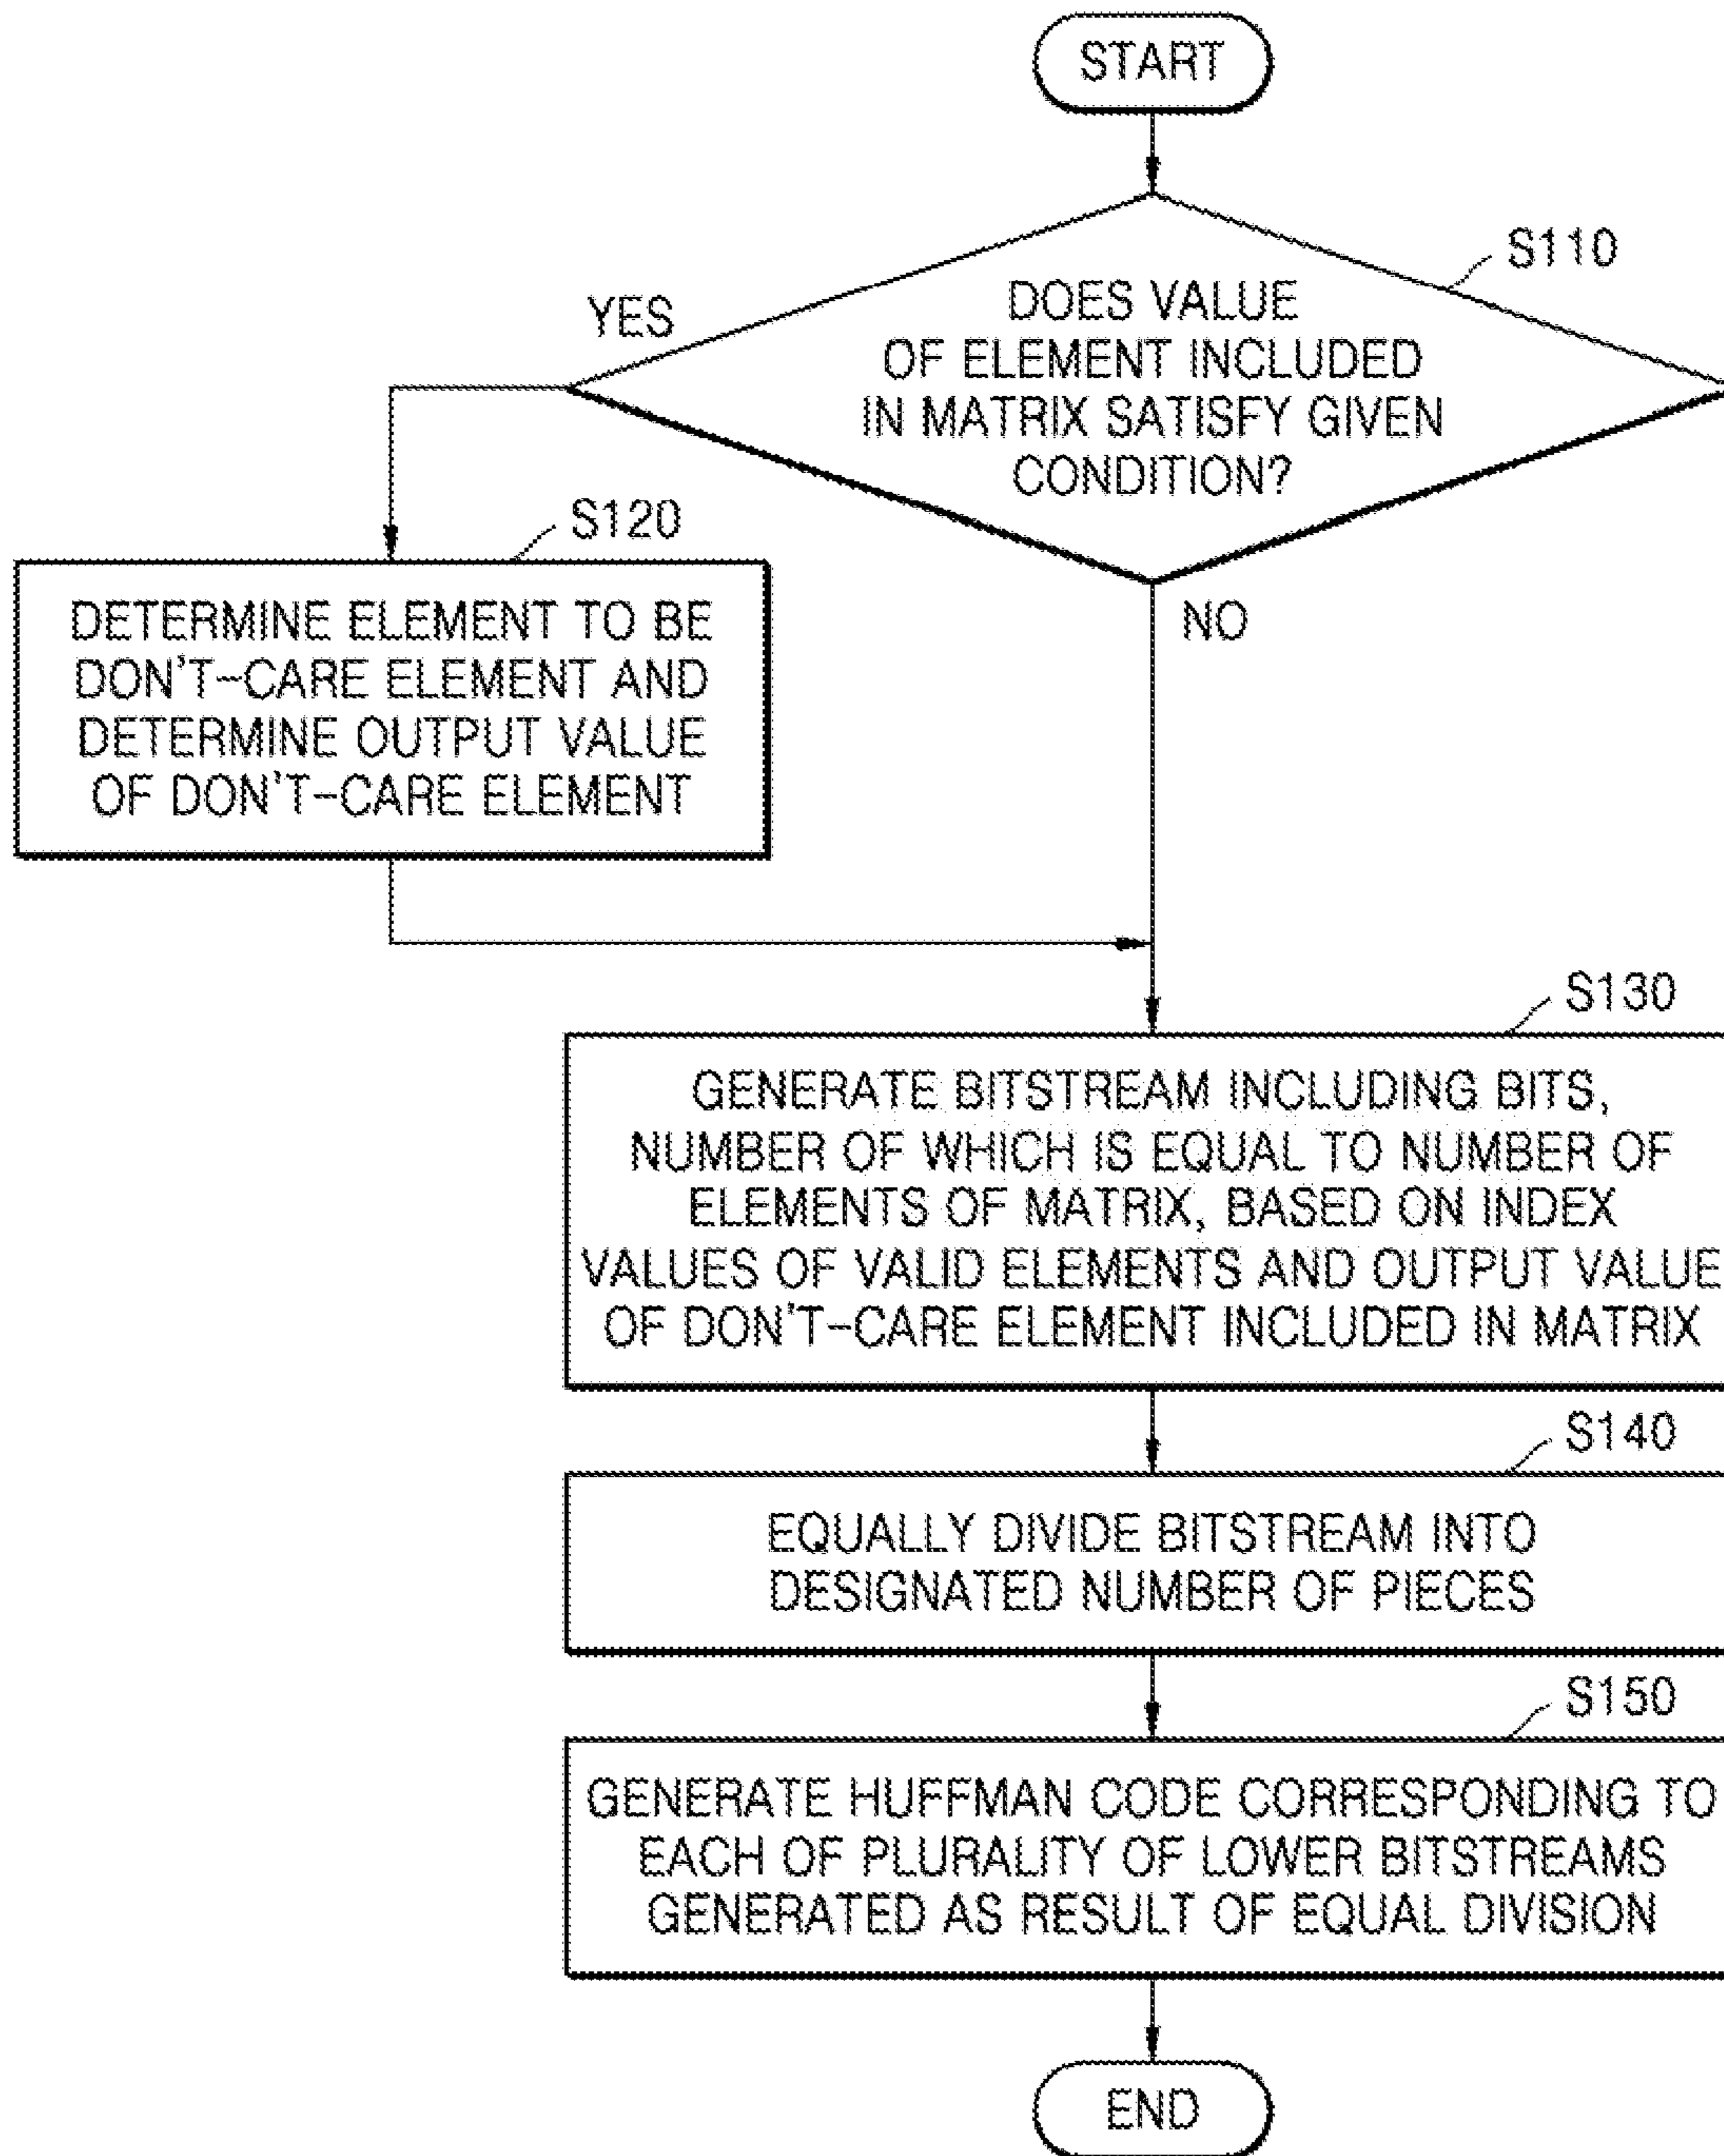 START
S110
DOES VALUE
OF ELEMENT INCLUDED
IN MATRIX SATISFY GIVEN
CONDITION?
YES
NO
S120
DETERMINE ELEMENT TO BE
DON'T-CARE ELEMENT AND
DETERMINE OUTPUT VALUE
OF DON'T-CARE ELEMENT
S130
GENERATE BITSTREAM INCLUDING BITS,
NUMBER OF WHICH IS EQUAL TO NUMBER OF
ELEMENTS OF MATRIX, BASED ON INDEX
VALUES OF VALID ELEMENTS AND OUTPUT VALUE
OF DON'T-CARE ELEMENT INCLUDED IN MATRIX
S140
EQUALLY DIVIDE BITSTREAM INTO
DESIGNATED NUMBER OF PIECES
S150
GENERATE HUFFMAN CODE CORRESPONDING TO
EACH OF PLURALITY OF LOWER BITSTREAMS
GENERATED AS RESULT OF EQUAL DIVISION
END